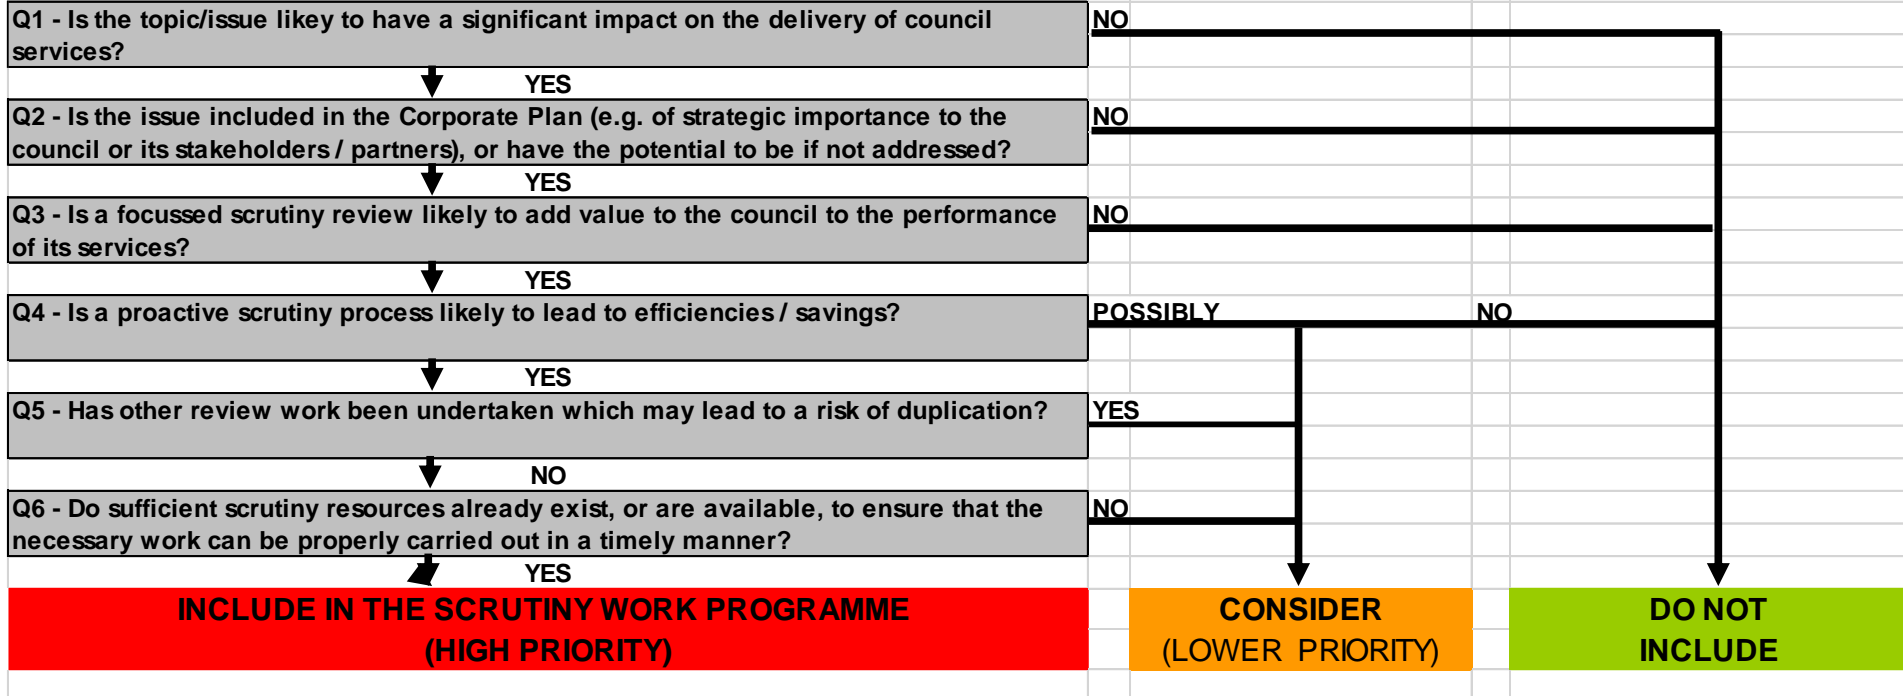 Q1 - Is the topic/issue likey to have a significant impact on the delivery of council
services?
NO
YES
Q2 - Is the issue included in the Corporate Plan (e.g. of strategic importance to the
council or its stakeholders / partners), or have the potential to be if not addressed?
NO
YES
Q3 - Is a focussed scrutiny review likely to add value to the council to the performance
of its services?
NO
YES
Q4 - Is a proactive scrutiny process likely to lead to efficiencies / savings?
POSSIBLY
NO
YES
Q5 - Has other review work been undertaken which may lead to a risk of duplication?
YES
NO
Q6 - Do sufficient scrutiny resources already exist, or are available, to ensure that the
necessary work can be properly carried out in a timely manner?
NO
YES
INCLUDE IN THE SCRUTINY WORK PROGRAMME
(HIGH PRIORITY)
CONSIDER
(LOWER PRIORITY)
DO NOT
INCLUDE